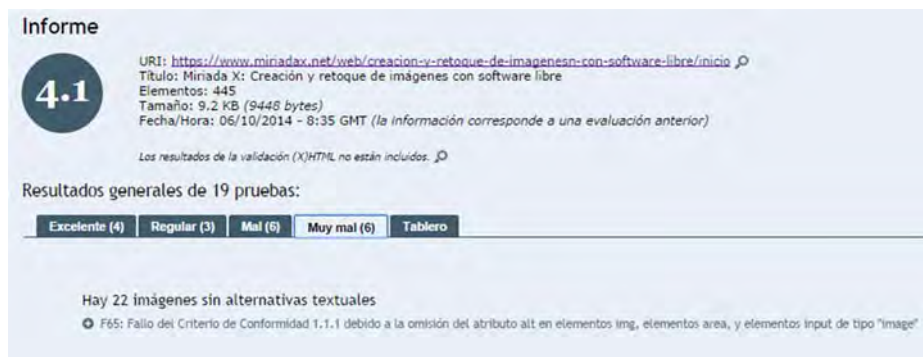 Informe
4.1
URI: https://www.miriadax.net/web/creacion-y-retoque-de-imagenesn-con-software-libre/inicio
Título: Miriada X: Creación y retoque de imágenes con software libre
Elementos: 445
Tamaño: 9.2 KB (9448 bytes)
Fecha/Hora: 06/10/2014 - 8:35 GMT (la información corresponde a una evaluación anterior)
Los resultados de la validación (X)HTML no están incluidos.
Resultados generales de 19 pruebas:
Excelente (4) Regular (3) Mal (6) Muy mal (6) Tablero
Hay 22 imágenes sin alternativas textuales
F65: Fallo del Criterio de Conformidad 1.1.1 debido a la omisión del atributo alt en elementos img, elementos area, y elementos input de tipo "image"